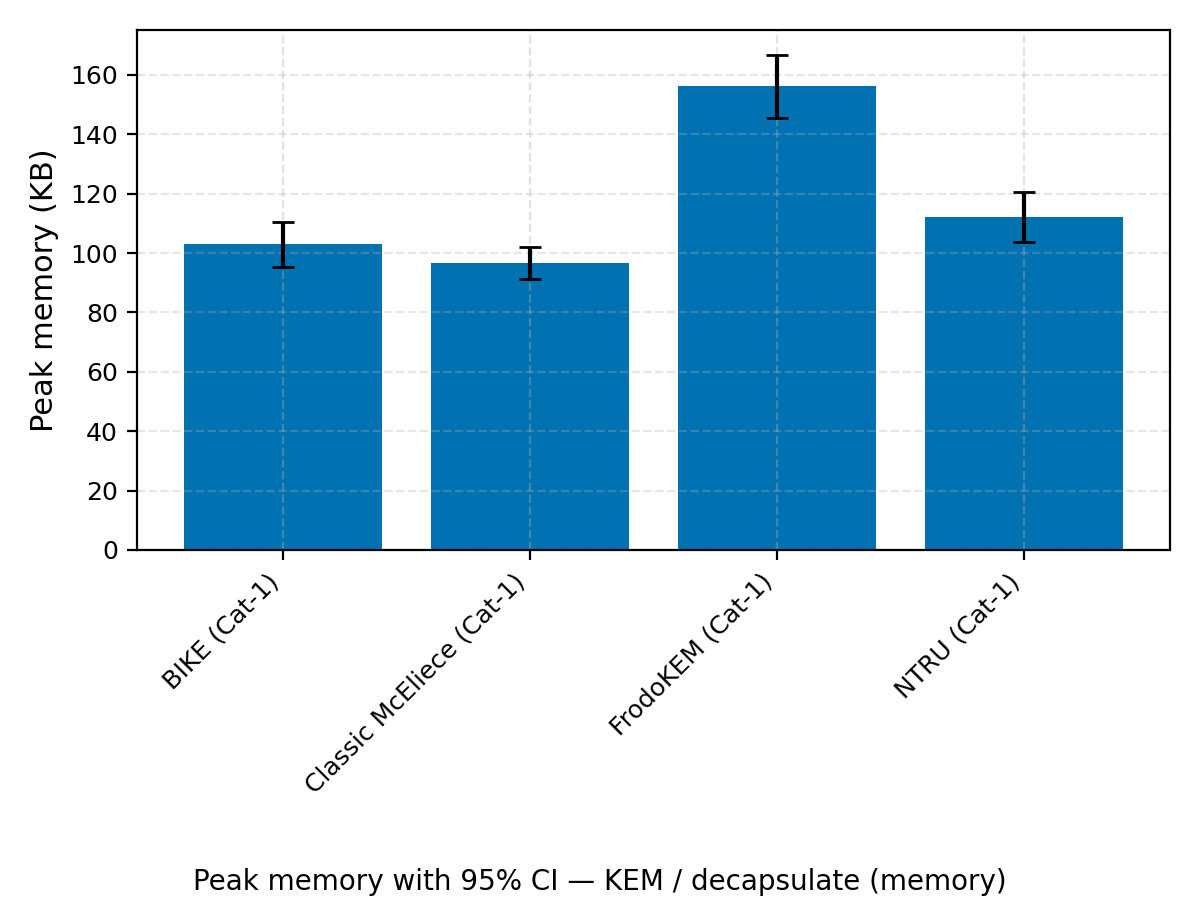 Peak memory (KB)
160
140
120
100
80
60
40
20
0
BIKE (Cat-1)
Classic McEliece (Cat-1)
FrodoKEM (Cat-1)
NTRU (Cat-1)
Peak memory with 95% CI — KEM / decapsulate (memory)